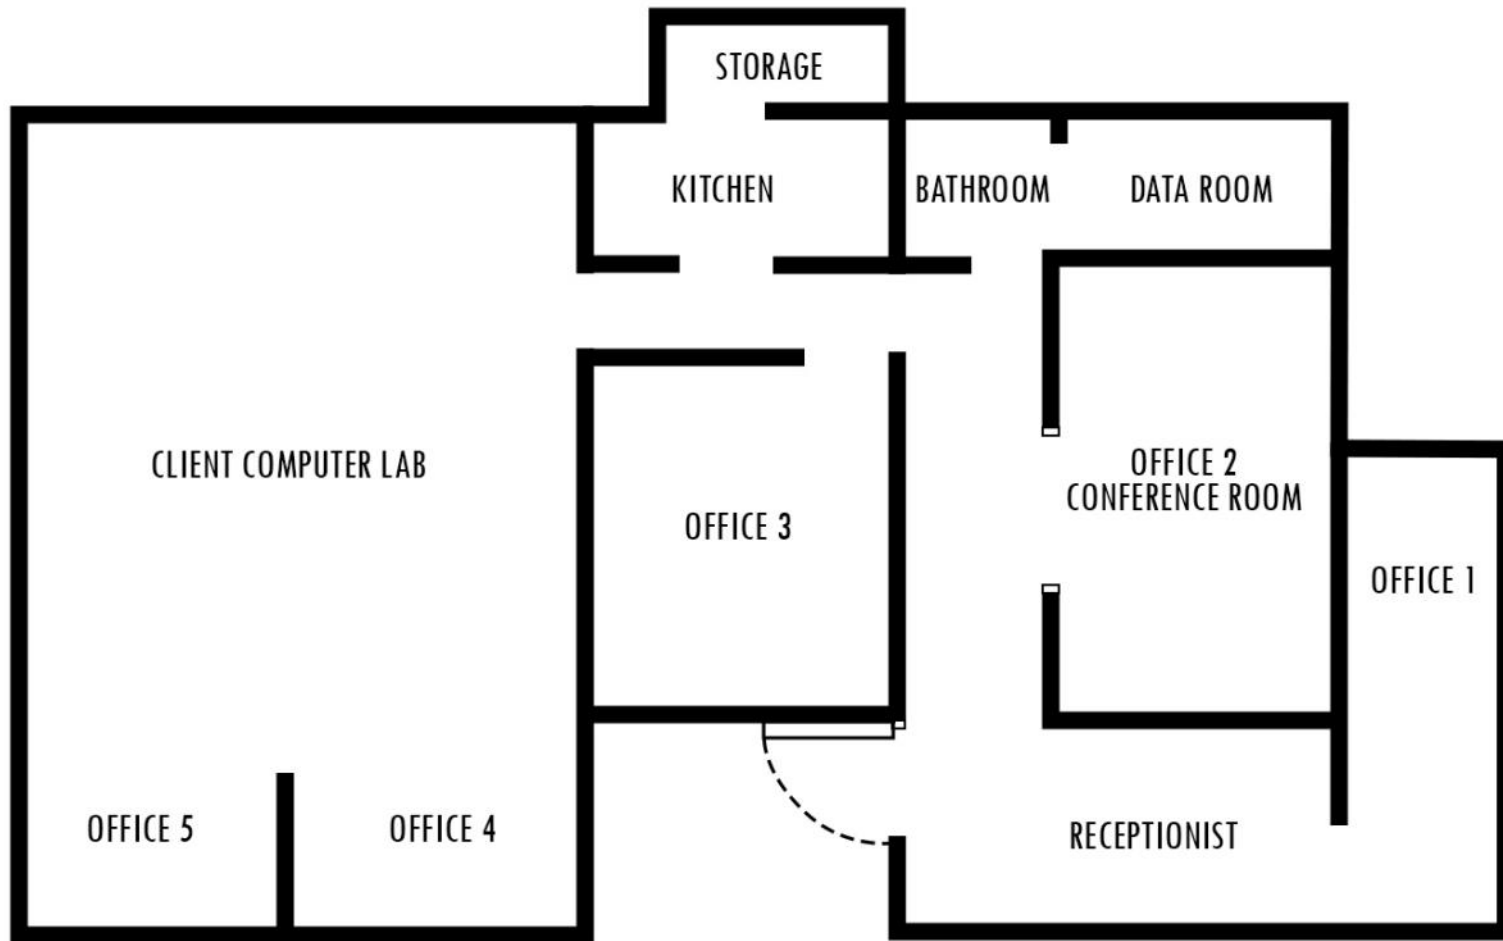 STORAGE
KITCHEN
BATHROOM
DATA ROOM
CLIENT COMPUTER LAB
OFFICE 3
OFFICE 2
CONFERENCE ROOM
OFFICE 1
OFFICE 5
OFFICE 4
RECEPTIONIST